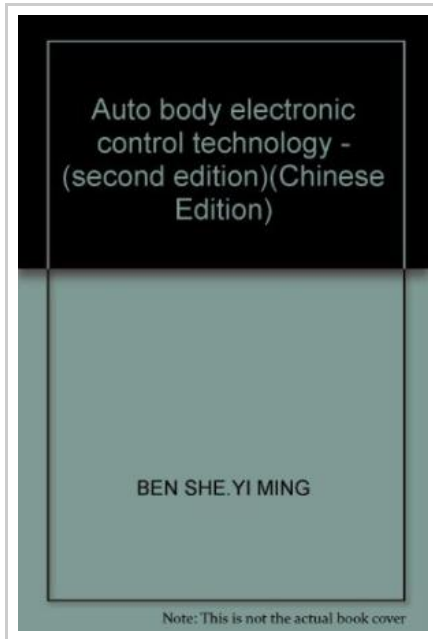 Auto body electronic
control technology -
(second edition)(Chinese
Edition)
BEN SHE.YI MING
Note: This is not the actual book cover